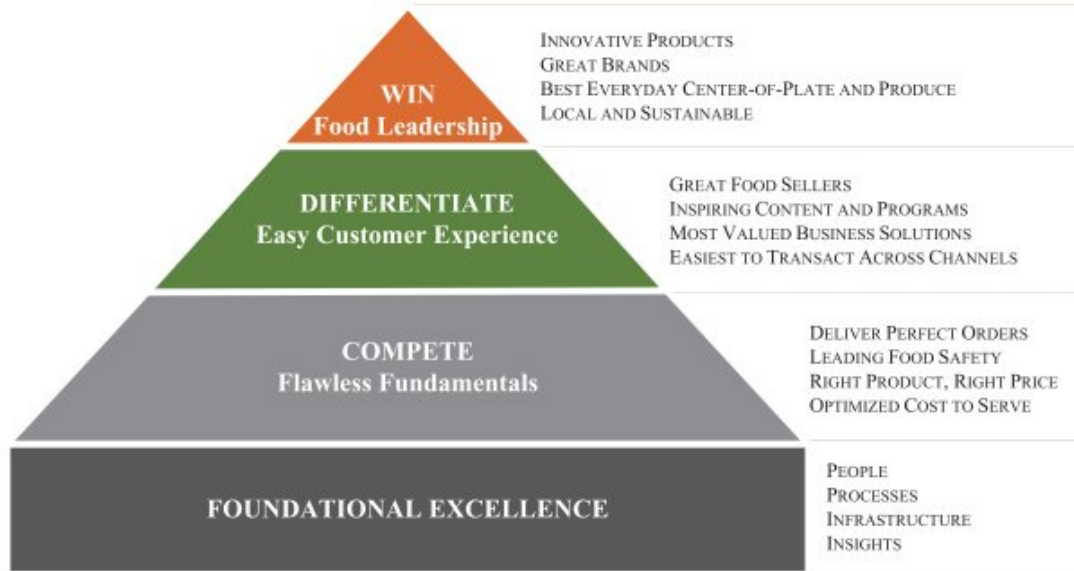 WIN
Food Leadership
INNOVATIVE PRODUCTS
GREAT BRANDS
BEST EVERYDAY CENTER-OF-PLATE AND PRODUCE
LOCAL AND SUSTAINABLE
DIFFERENTIATE
Easy Customer Experience
GREAT FOOD SELLERS
INSPIRING CONTENT AND PROGRAMS
MOST VALUED BUSINESS SOLUTIONS
EASIEST TO TRANSACT ACROSS CHANNELS
COMPETE
Flawless Fundamentals
DELIVER PERFECT ORDERS
LEADING FOOD SAFETY
RIGHT PRODUCT, RIGHT PRICE
OPTIMIZED COST TO SERVE
FOUNDATIONAL EXCELLENCE
PEOPLE
PROCESSES
INFRASTRUCTURE
INSIGHTS